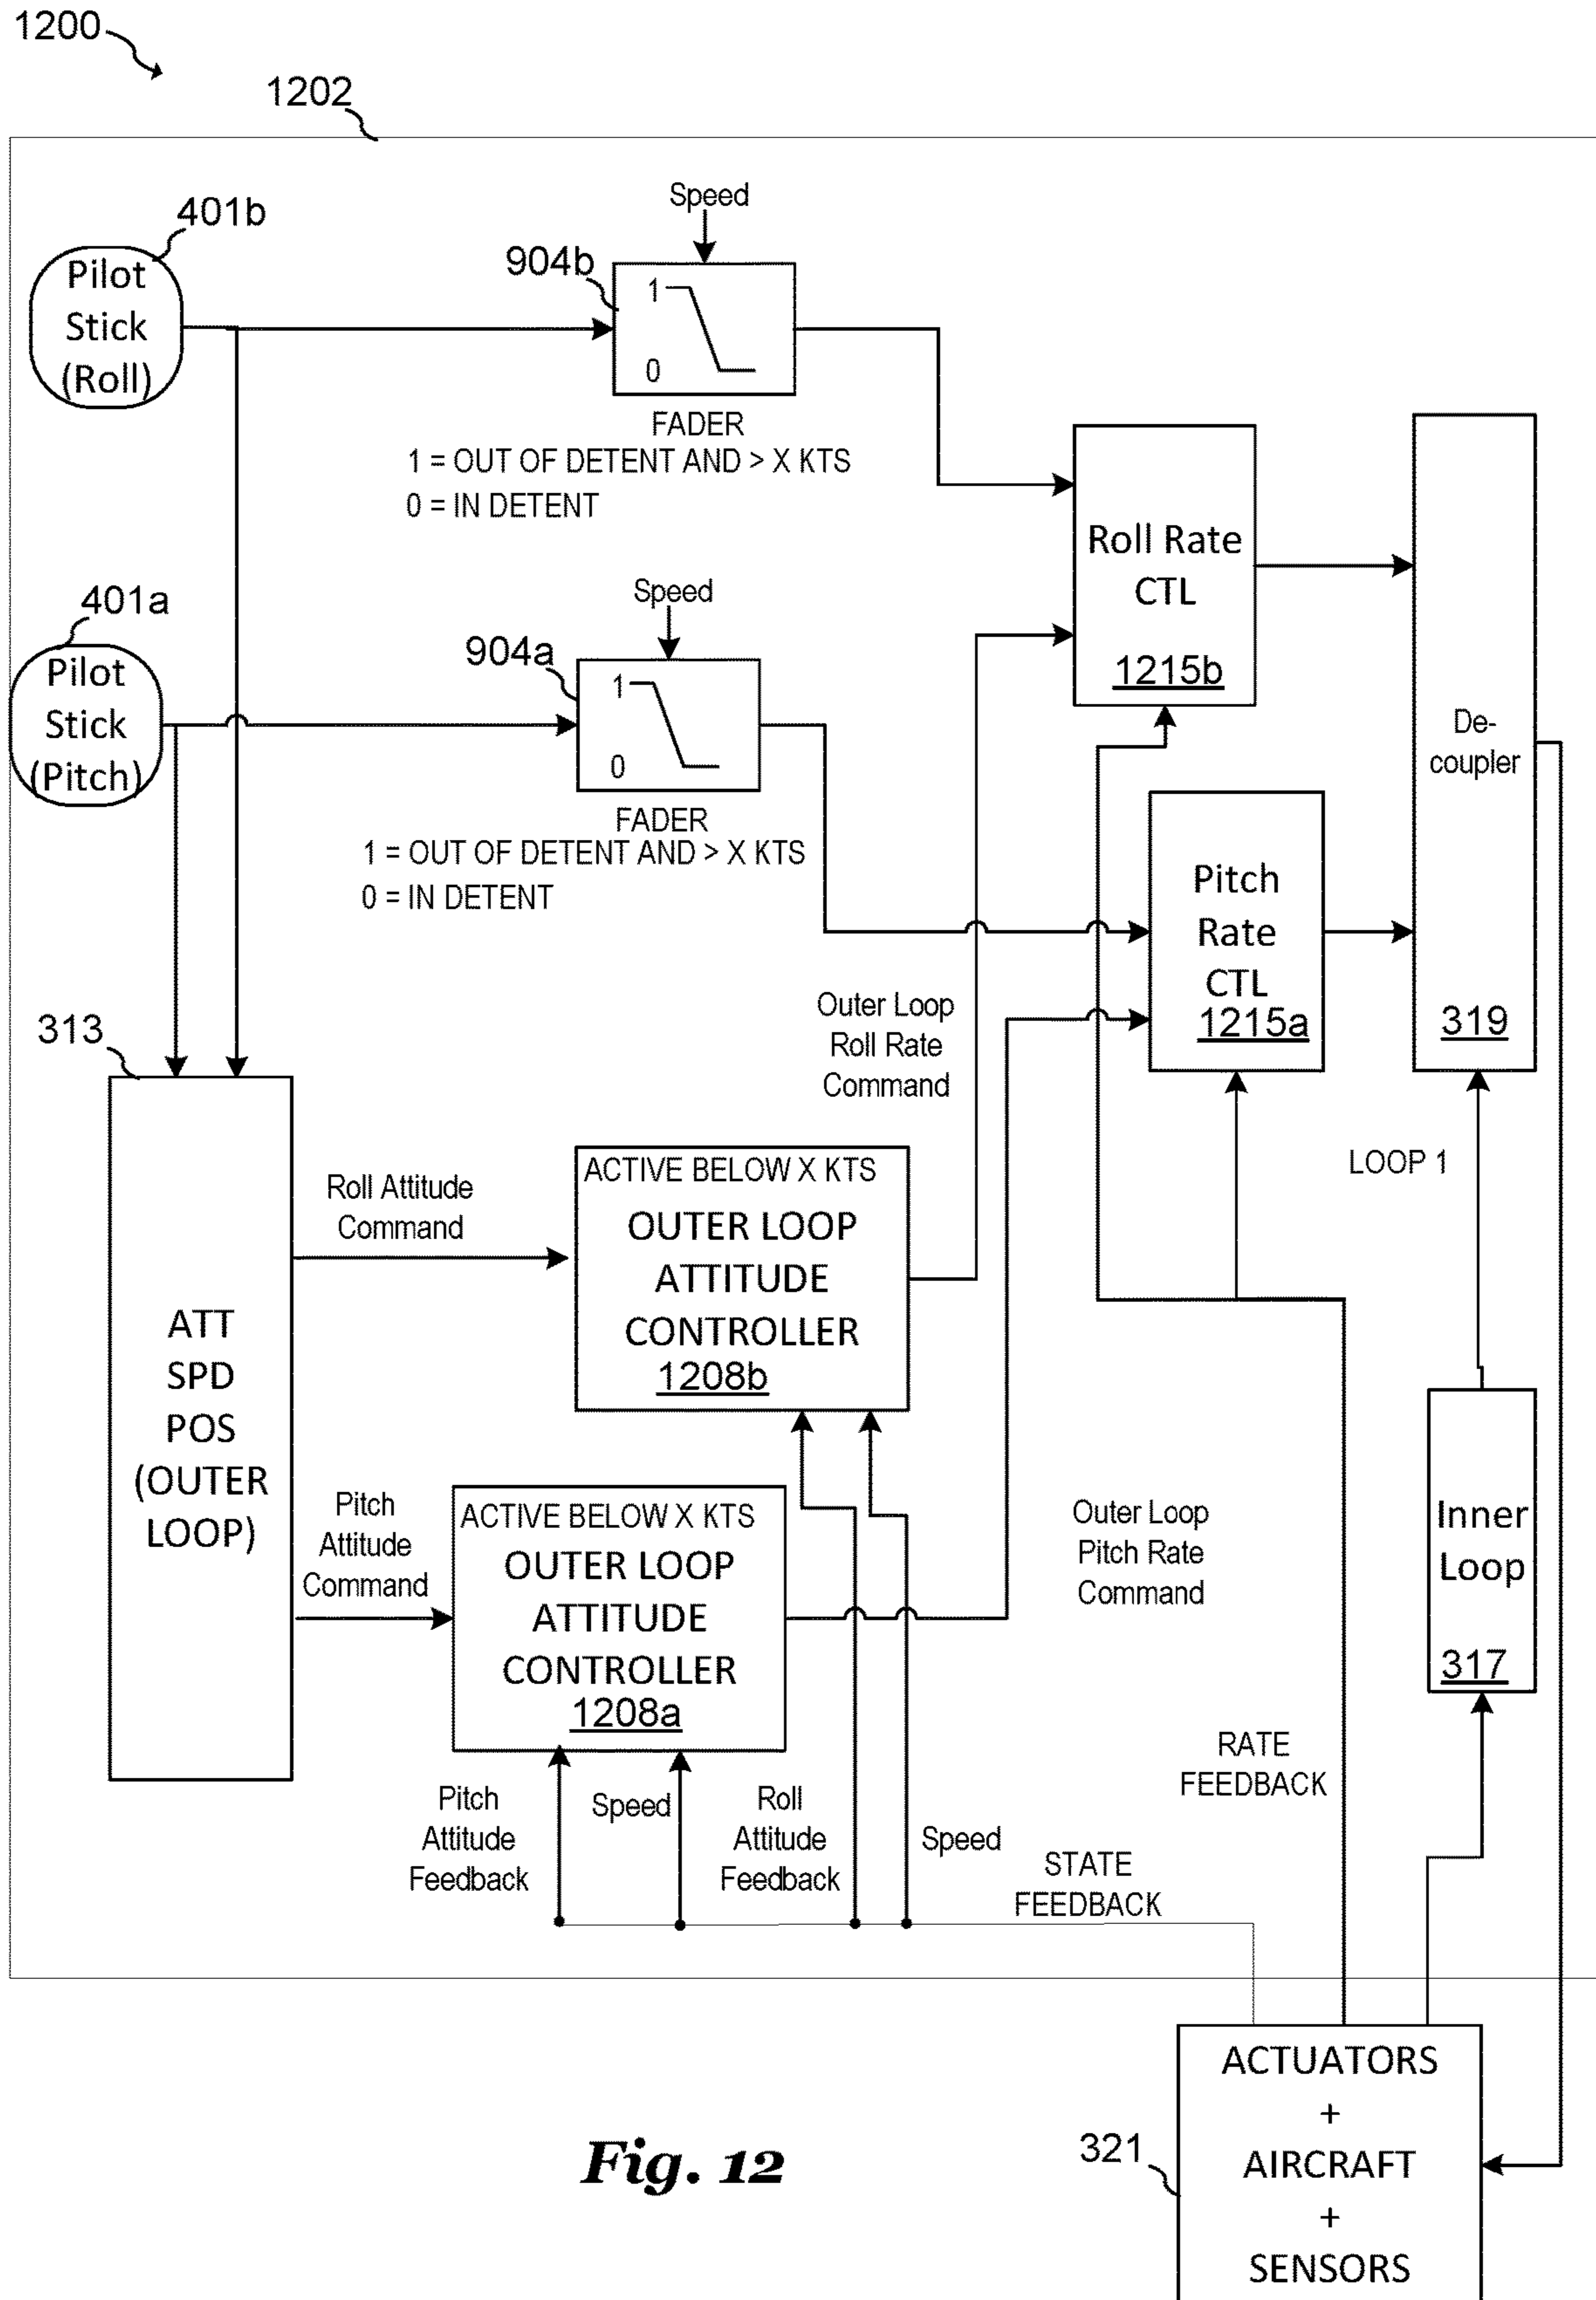 1200
1202
401b
Pilot
Stick
(Roll)
Speed
904b
1
0
FADER
1 = OUT OF DETENT AND > X KTS
0 = IN DETENT
401a
Pilot
Stick
(Pitch)
Speed
904a
1
0
FADER
1 = OUT OF DETENT AND > X KTS
0 = IN DETENT
Roll Rate
CTL
1215b
Pitch
Rate
CTL
1215a
De-
coupler
319
313
ATT
SPD
POS
(OUTER
LOOP)
Roll Attitude
Command
Pitch
Attitude
Command
ACTIVE BELOW X KTS
OUTER LOOP
ATTITUDE
CONTROLLER
1208b
ACTIVE BELOW X KTS
OUTER LOOP
ATTITUDE
CONTROLLER
1208a
Outer Loop
Roll Rate
Command
Outer Loop
Pitch Rate
Command
LOOP 1
Inner
Loop
317
Pitch
Attitude
Feedback
Speed
Roll
Attitude
Feedback
Speed
STATE
FEEDBACK
RATE
FEEDBACK
321
ACTUATORS
+
AIRCRAFT
+
SENSORS
Fig. 12